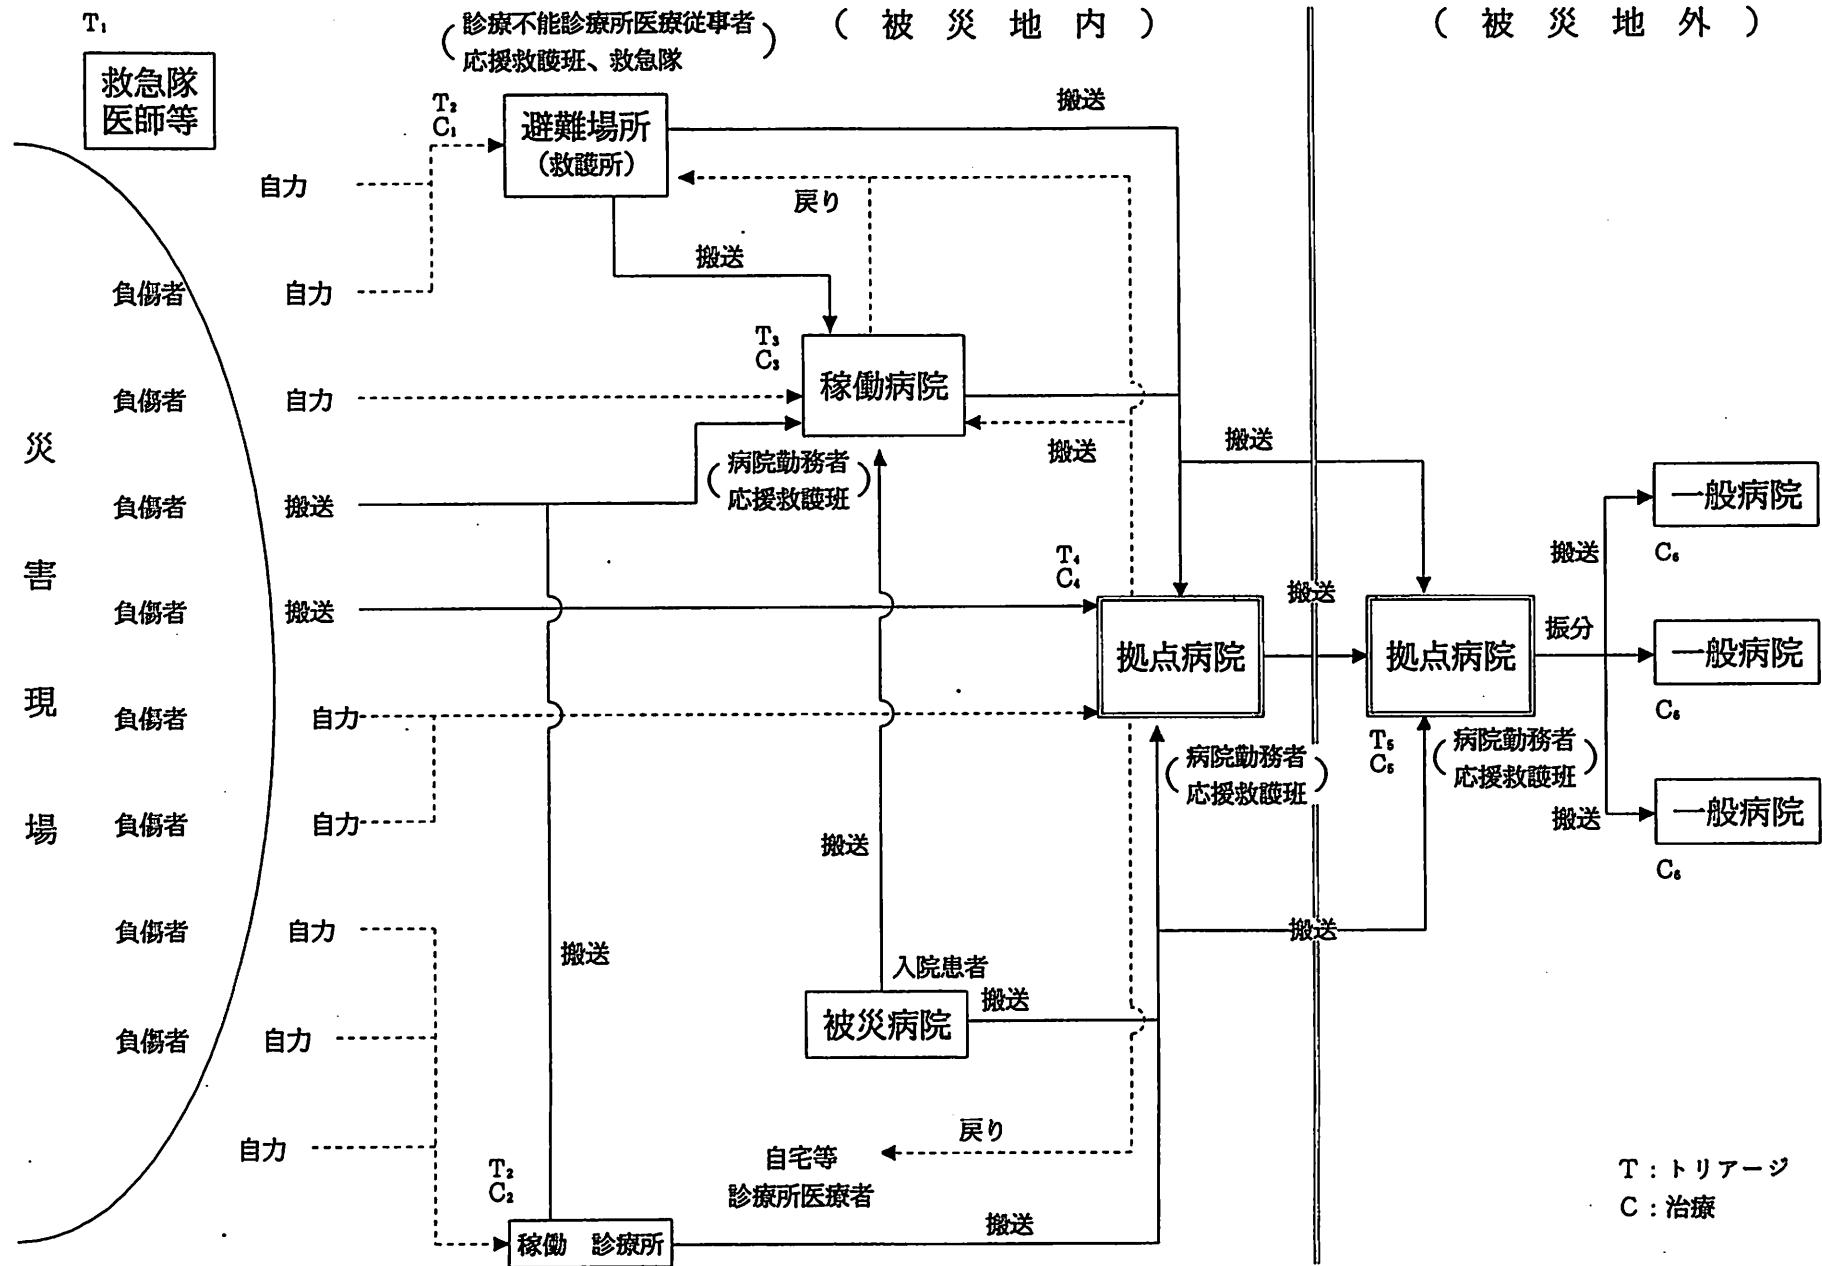 T₁
救急隊
医師等
(診療不能診療所医療従事者
応援救護班、救急隊)
(被災地内)
(被災地外)
T₂
C₁
避難場所
(救護所)
搬送
自力
戻り
搬送
負傷者
自力
T₃
C₃
稼働病院
負傷者
自力
搬送
搬送
(病院勤務者
応援救護班)
災害現場
負傷者
搬送
一般病院
C₆
搬送
T₄
C₄
負傷者
搬送
搬送
拠点病院
拠点病院
振分
一般病院
C₆
負傷者
自力
(病院勤務者
応援救護班)
T₅
C₅
(病院勤務者
応援救護班)
負傷者
自力
搬送
搬送
一般病院
C₆
負傷者
自力
搬送
搬送
入院患者
搬送
被災病院
負傷者
自力
自力
戻り
自宅等
診療所医療者
T₂
C₂
稼働 診療所
搬送
T:トリアージ
C:治療